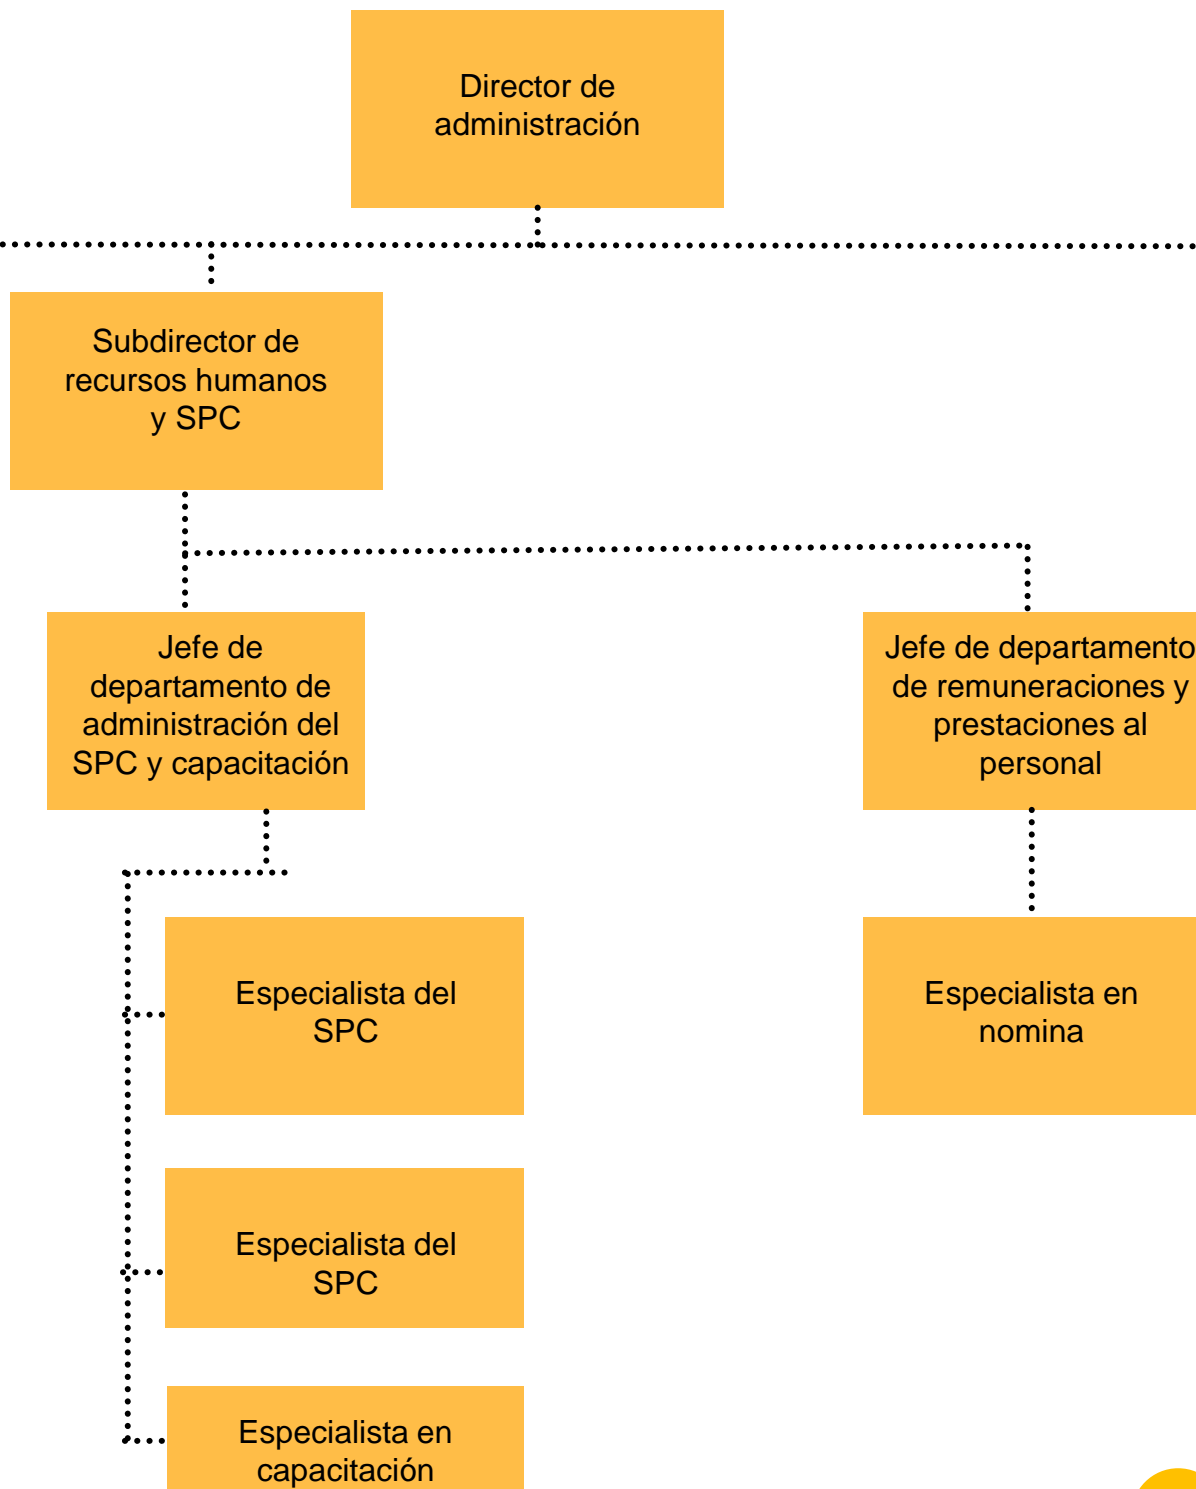 Director de
administración
Subdirector de
recursos humanos
y SPC
Jefe de
departamento de
administración del
SPC y capacitación
Jefe de departamento
de remuneraciones y
prestaciones al
personal
Especialista del
SPC
Especialista en
nomina
Especialista del
SPC
Especialista en
capacitación